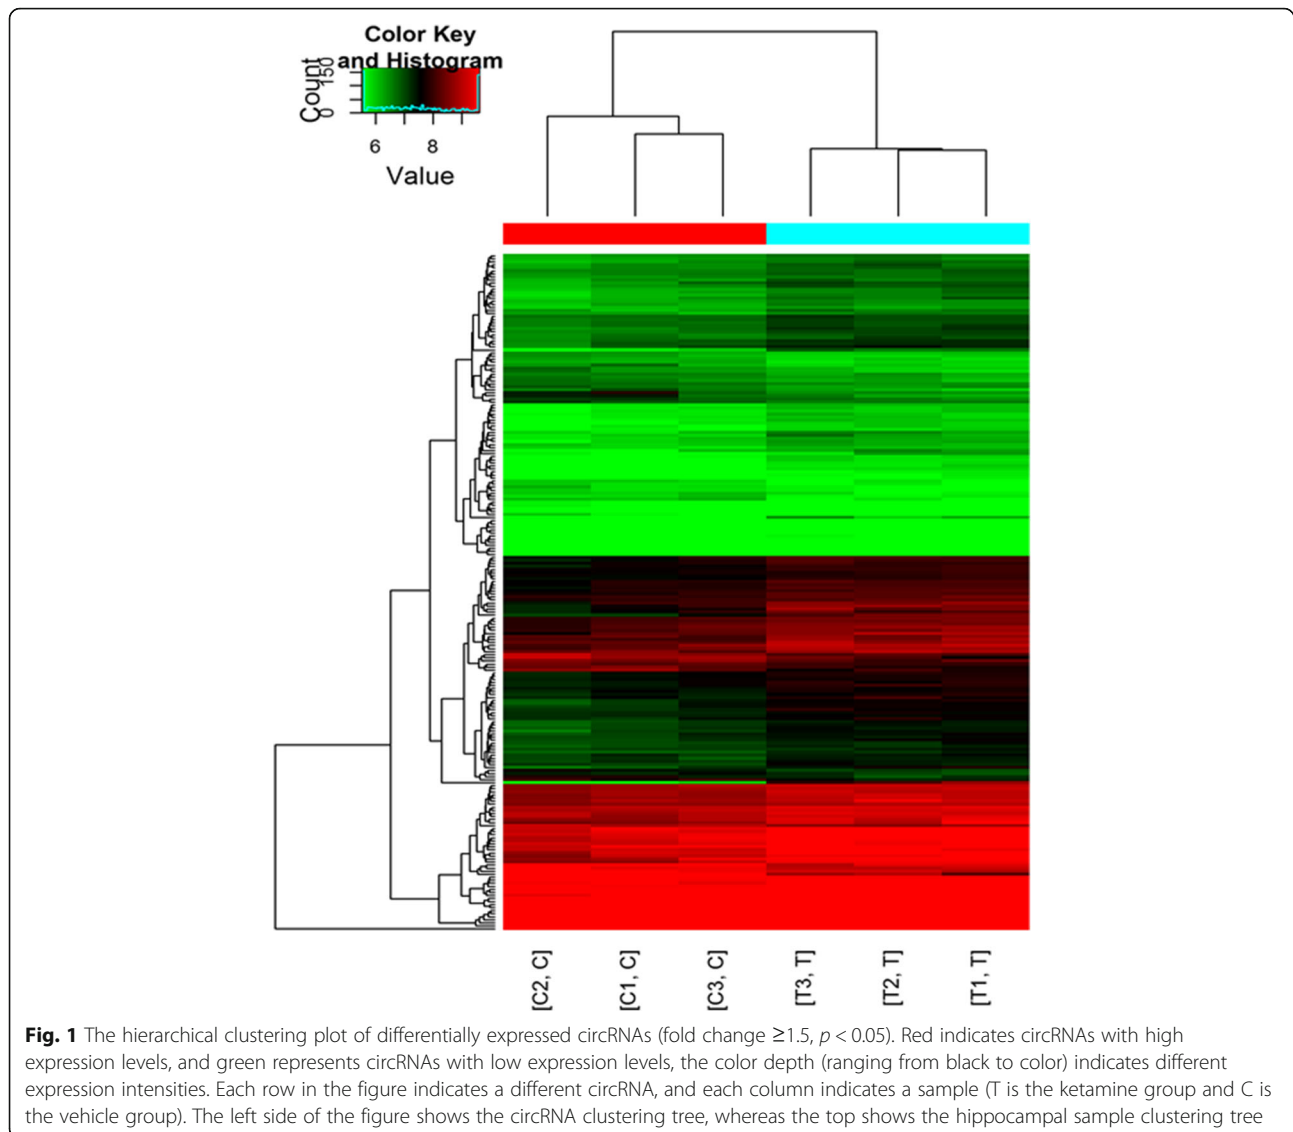 Color Key
and Histogram
Count
0 150
6 8
Value
[C2, C] [C1, C] [C3, C] [T3, T] [T2, T] [T1, T]
Fig. 1 The hierarchical clustering plot of differentially expressed circRNAs (fold change ≥1.5, p < 0.05). Red indicates circRNAs with high
expression levels, and green represents circRNAs with low expression levels, the color depth (ranging from black to color) indicates different
expression intensities. Each row in the figure indicates a different circRNA, and each column indicates a sample (T is the ketamine group and C is
the vehicle group). The left side of the figure shows the circRNA clustering tree, whereas the top shows the hippocampal sample clustering tree